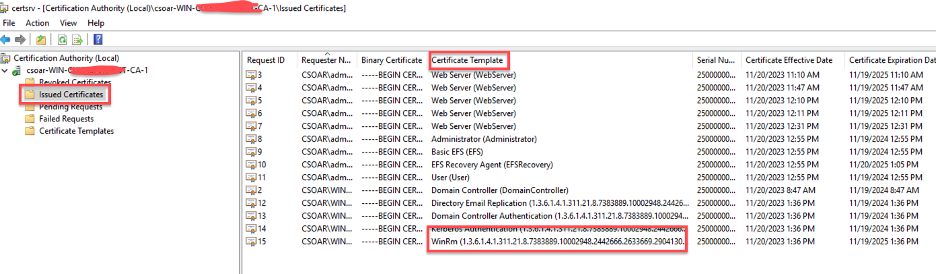 certsrv - [Certification Authority (Local)\csoar-WIN- G-CA-1\Issued Certificates]
File Action View Help
Certification Authority (Local)
csoar-WIN- T-CA-1
Revoked Certificates
Issued Certificates
Pending Requests
Failed Requests
Certificate Templates
Request ID Requester N... Binary Certificate Certificate Template Serial Nu... Certificate Effective Date Certificate Expiration Da
3 CSOAR\adm... -----BEGIN CER... Web Server (WebServer) 25000000... 11/20/2023 11:10 AM 11/19/2025 11:10 AM
4 CSOAR\adm... -----BEGIN CER... Web Server (WebServer) 25000000... 11/20/2023 11:47 AM 11/19/2025 11:47 AM
5 CSOAR\adm... -----BEGIN CER... Web Server (WebServer) 25000000... 11/20/2023 12:10 PM 11/19/2025 12:10 PM
6 CSOAR\adm... -----BEGIN CER... Web Server (WebServer) 25000000... 11/20/2023 12:11 PM 11/19/2025 12:11 PM
7 CSOAR\adm... -----BEGIN CER... Web Server (WebServer) 25000000... 11/20/2023 12:31 PM 11/19/2025 12:31 PM
8 CSOAR\adm... -----BEGIN CER... Administrator (Administrator) 25000000... 11/20/2023 12:55 PM 11/19/2024 12:55 PM
9 CSOAR\adm... -----BEGIN CER... Basic EFS (EFS) 25000000... 11/20/2023 12:55 PM 11/19/2024 12:55 PM
10 CSOAR\adm... -----BEGIN CER... EFS Recovery Agent (EFSRecovery) 25000000... 11/20/2023 12:55 PM 11/20/2025 1:05 PM
11 CSOAR\adm... -----BEGIN CER... User (User) 25000000... 11/20/2023 12:55 PM 11/19/2024 12:55 PM
2 CSOAR\WIN... -----BEGIN CER... Domain Controller (DomainController) 25000000... 11/20/2023 8:47 AM 11/19/2024 8:47 AM
12 CSOAR\WIN... -----BEGIN CER... Directory Email Replication (1.3.6.1.4.1.311.21.8.7383889.10002948.24426... 25000000... 11/20/2023 1:36 PM 11/19/2024 1:36 PM
13 CSOAR\WIN... -----BEGIN CER... Domain Controller Authentication (1.3.6.1.4.1.311.21.8.7383889.1000294... 25000000... 11/20/2023 1:36 PM 11/19/2024 1:36 PM
14 CSOAR\WIN... -----BEGIN CER... Kerberos Authentication (1.3.6.1.4.1.311.21.8.7383889.10002948.2442666... 25000000... 11/20/2023 1:36 PM 11/19/2024 1:36 PM
15 CSOAR\WIN... -----BEGIN CER... WinRm (1.3.6.1.4.1.311.21.8.7383889.10002948.2442666.2633669.2904130... 25000000... 11/20/2023 1:36 PM 11/19/2024 1:36 PM